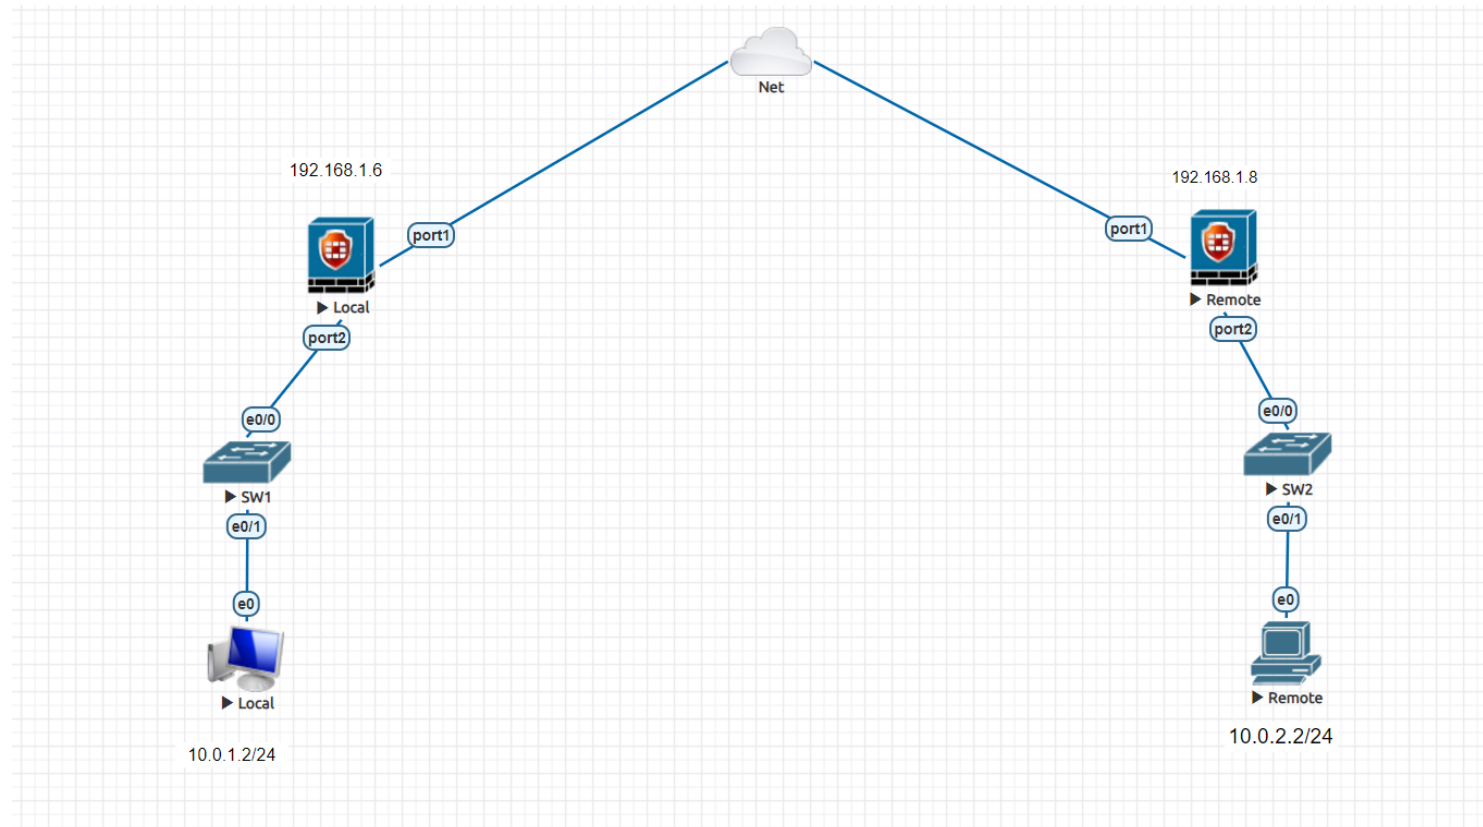 Net
192.168.1.6
192.168.1.8
port1
port1
Local
Remote
port2
port2
e0/0
e0/0
SW1
SW2
e0/1
e0/1
e0
e0
Local
Remote
10.0.1.2/24
10.0.2.2/24